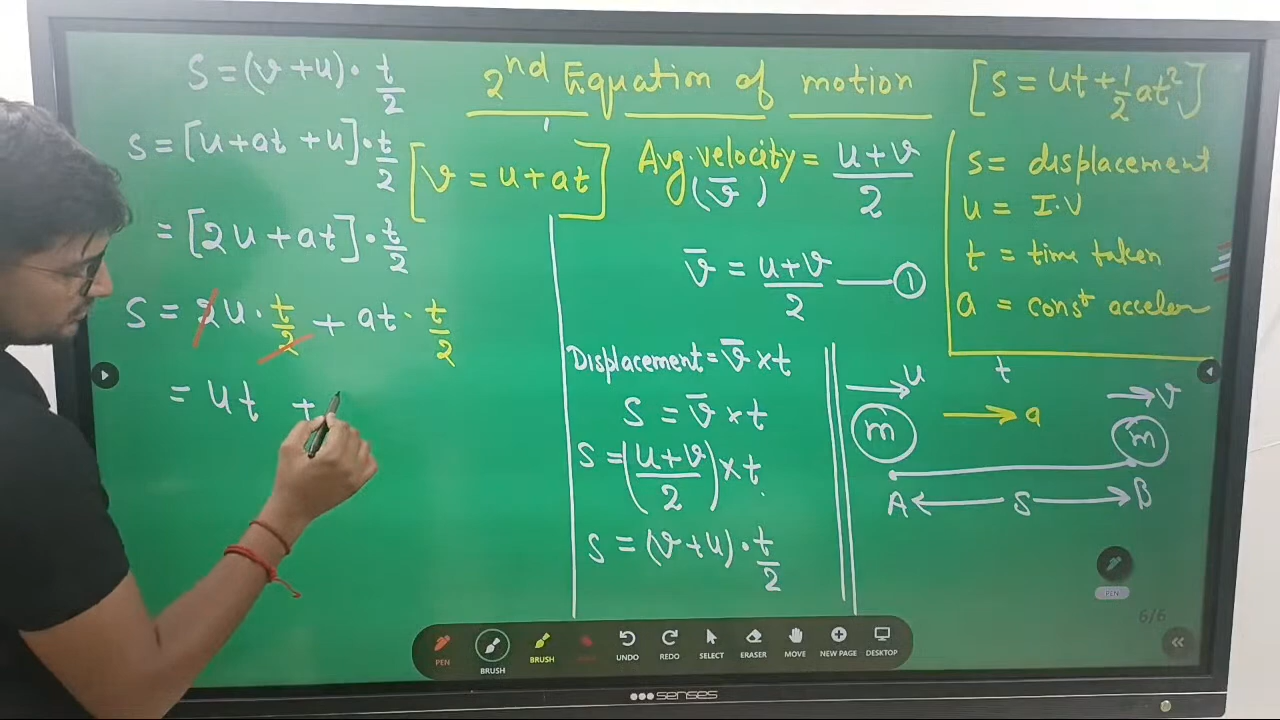 2nd Equation of motion
[S = ut + 1/2 at²]
S = (v + u) · t/2
S = [u + at + u] · t/2
[v = u + at]
= [2u + at] · t/2
S = 2u · t/2 + at · t/2
= ut +
Avg. velocity = u + v / 2
(v̄)
v̄ = u + v / 2 — ①
Displacement = v̄ × t
S = v̄ × t
S = (u + v / 2) × t
S = (v + u) · t/2
s = displacement
u = I.V
t = time taken
a = constt acceleration
u t v
m a m
A S B
PEN
6/6
PEN BRUSH BRUSH UNDO REDO SELECT ERASER MOVE NEW PAGE DESKTOP
senses